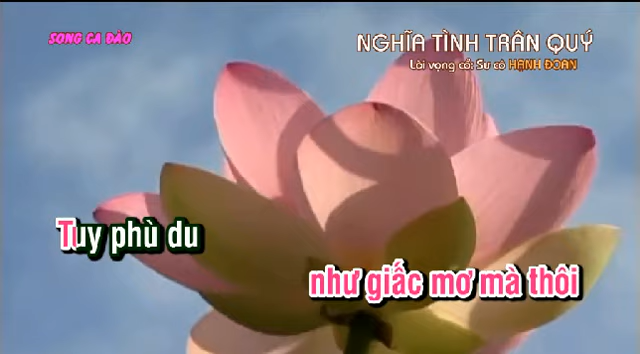 SONG CA ĐÀO
NGHĨA TÌNH TRÂN QUÝ
Lời vọng cổ: Sư cô HẠNH ĐOAN
Tuy phù du
như giấc mơ mà thôi